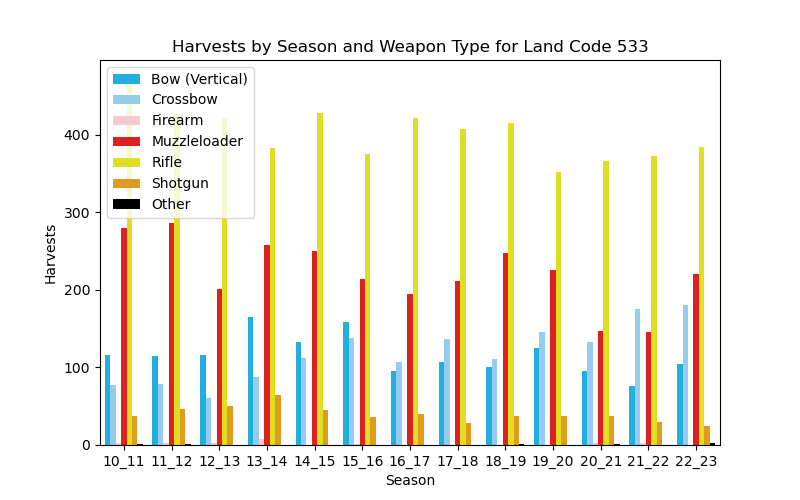 Harvests by Season and Weapon Type for Land Code 533
Bow (Vertical)
Crossbow
Firearm
Muzzleloader
Rifle
Shotgun
Other
Harvests
400
300
200
100
0
10_11 11_12 12_13 13_14 14_15 15_16 16_17 17_18 18_19 19_20 20_21 21_22 22_23
Season